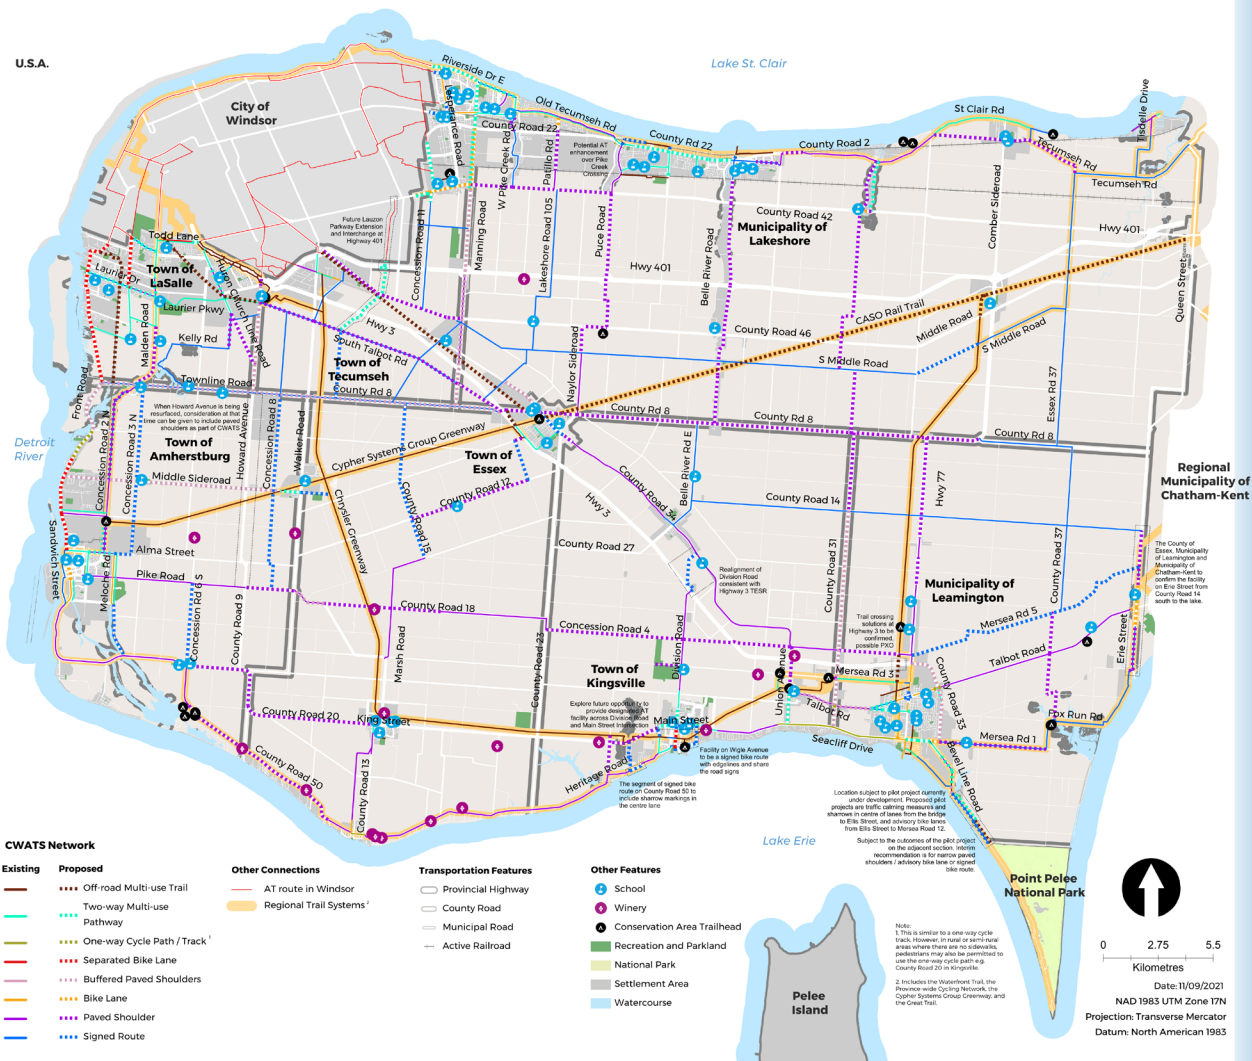 U.S.A.
Lake St. Clair
City of
Windsor
Riverside Dr E
Lesperance Road
Old Tecumseh Rd
County Road 22
County Rd 22
W Pike Creek Rd
Patillo Rd
Potential AT
enhancement
over Pike
Creek
Crossing
County Road 2
St Clair Rd
Tisdelle Drive
Tecumseh Rd
Tecumseh Rd
Comber Sideroad
County Road 42
Municipality of
Lakeshore
Hwy 401
Hwy 401
Queen Street
Future Lauzon
Parkway Extension
and Interchange at
Highway 401
Concession Road 11
Manning Road
Lakeshore Road 105
Puce Road
Belle River Road
Todd Lane
Town of
LaSalle
Laurier Dr
Huron Church Line Road
Laurier Pkwy
Malden Road
Kelly Rd
Front Road
Townline Road
Hwy 3
South Talbot Rd
Town of
Tecumseh
County Rd 8
Naylor Sideroad
County Road 46
CASO Rail Trail
Middle Road
S Middle Road
S Middle Road
Essex Rd 37
When Howard Avenue is being
resurfaced, consideration at that
time can be given to include paved
shoulders as part of CWATS
Detroit
River
Town of
Amherstburg
Concession Road 2 N
Concession Road 3 N
Howard Avenue
Concession Road 8
Walker Road
Middle Sideroad
Cypher Systems Group Greenway
Town of
Essex
County Rd 8
County Rd 8
County Rd 8
County Road 12
County Road 15
County Road 34
Hwy 3
Belle River Rd E
County Road 14
Hwy 77
Regional
Municipality of
Chatham-Kent
Chrysler Greenway
Sandwich Street
Alma Street
Pike Road
Meloche Rd
Concession Rd 6 S
County Road 9
County Road 18
Marsh Road
County Road 27
Concession Road 4
County Road 23
Realignment of
Division Road
consistent with
Highway 3 TESR
County Road 31
County Road 37
The County of
Essex, Municipality
of Leamington and
Municipality of
Chatham-Kent to
confirm the facility
on Erie Street from
County Road 14
south to the lake.
Municipality of
Leamington
Trail crossing
solutions at
Highway 3 to be
confirmed,
possible PXO
Mersea Rd 5
Talbot Road
Erie Street
Town of
Kingsville
Division Road
Union Avenue
Mersea Rd 3
County Road 33
Talbot Rd
Fox Run Rd
Mersea Rd 1
Seacliff Drive
Bevel Line Road
Explore future opportunity to
provide designated AT
facility across Division Road
and Main Street Intersection
Main Street
County Road 20
King Street
County Road 50
County Road 13
Heritage Road
Facility on Wigle Avenue
to be a signed bike route
with edgelines and share
the road signs
The segment of signed bike
route on County Road 50 to
include sharrow markings in
the centre lane
Location subject to pilot project currently
under development. Proposed pilot
projects are traffic calming measures and
sharrows in centre of lanes from the bridge
to Ellis Street, and advisory bike lanes
from Ellis Street to Mersea Road 12.
Subject to the outcomes of the pilot project
on the adjacent section. Interim
recommendation is for narrow paved
shoulders / advisory bike lane or signed
bike route.
Lake Erie
Point Pelee
National Park
Pelee
Island
CWATS Network
Existing Proposed
Off-road Multi-use Trail
Two-way Multi-use
Pathway
One-way Cycle Path / Track 1
Separated Bike Lane
Buffered Paved Shoulders
Bike Lane
Paved Shoulder
Signed Route
Other Connections
AT route in Windsor
Regional Trail Systems 2
Transportation Features
Provincial Highway
County Road
Municipal Road
Active Railroad
Other Features
School
Winery
Conservation Area Trailhead
Recreation and Parkland
National Park
Settlement Area
Watercourse
Note:
1. This is similar to a one-way cycle
track. However, in rural or semi-rural
areas where there are no sidewalks,
pedestrians may also be permitted to
use the one-way cycle path e.g.
County Road 20 in Kingsville.
2. Includes the Waterfront Trail, the
Province-wide Cycling Network, the
Cypher Systems Group Greenway, and
the Great Trail.
0 2.75 5.5
Kilometres
Date: 11/09/2021
NAD 1983 UTM Zone 17N
Projection: Transverse Mercator
Datum: North American 1983